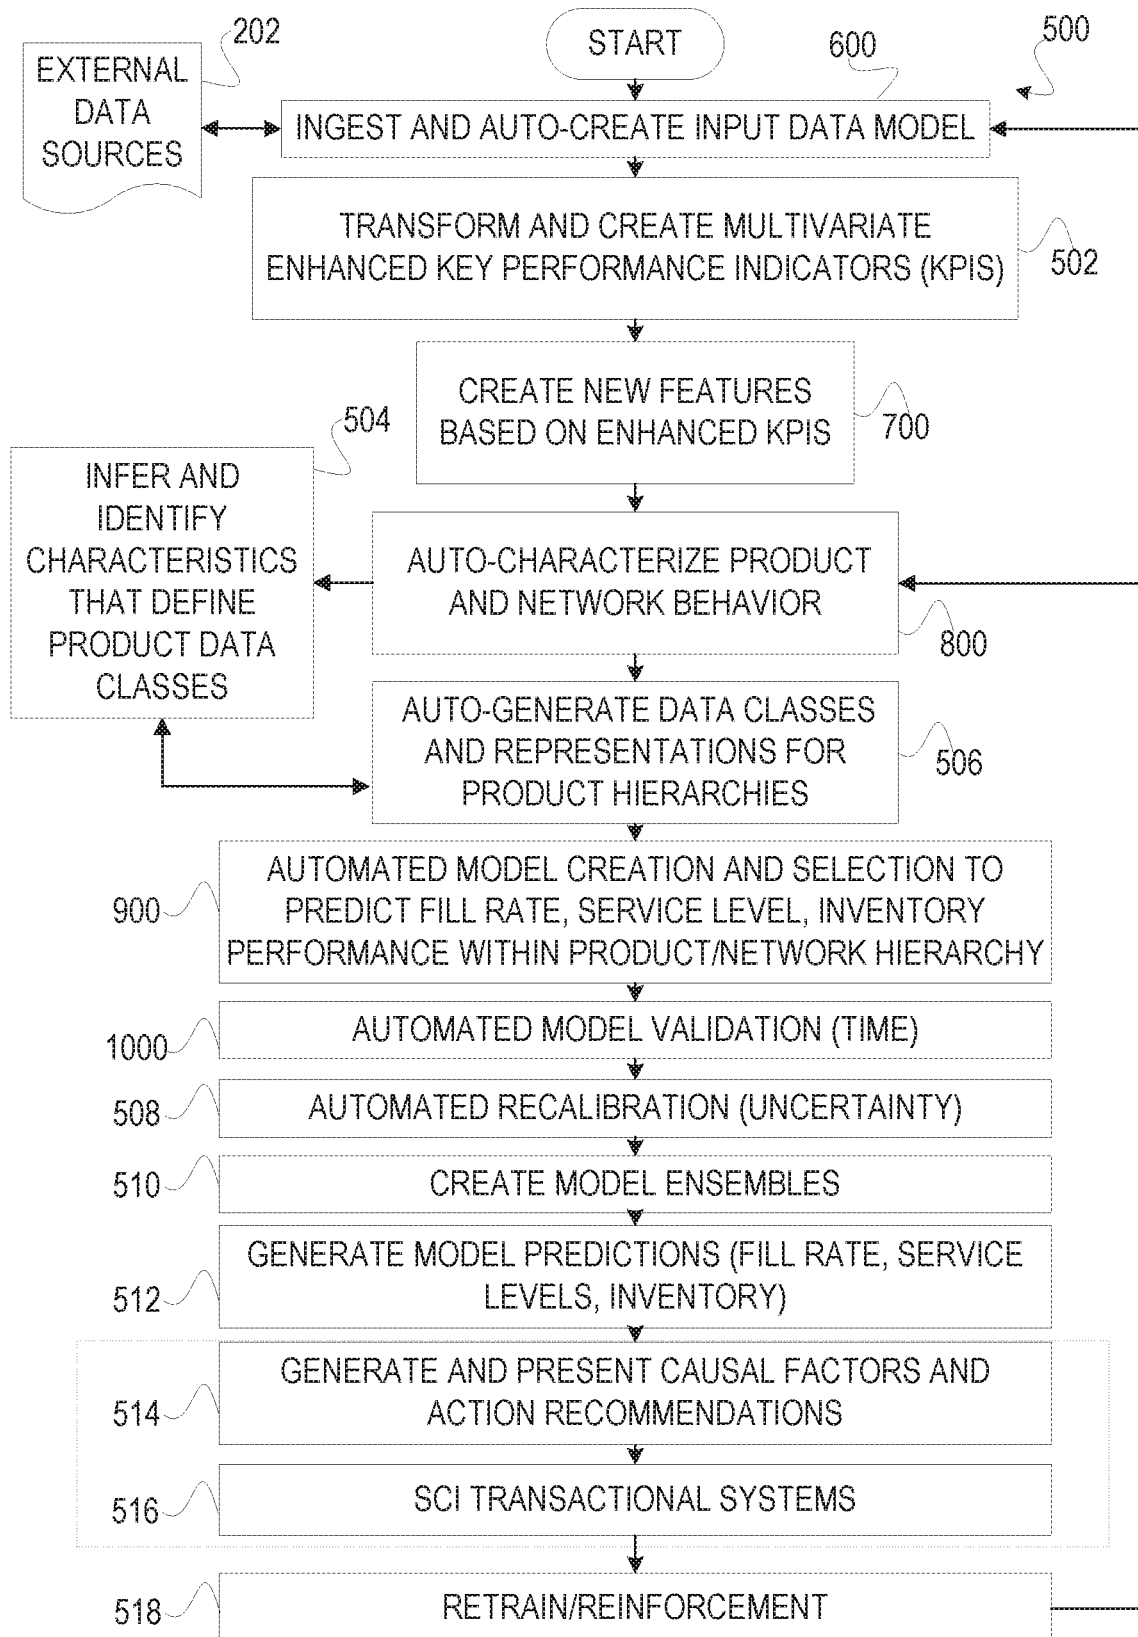 START
500
202
600
EXTERNAL
DATA
SOURCES
INGEST AND AUTO-CREATE INPUT DATA MODEL
TRANSFORM AND CREATE MULTIVARIATE
ENHANCED KEY PERFORMANCE INDICATORS (KPIS)
502
CREATE NEW FEATURES
BASED ON ENHANCED KPIS
700
504
INFER AND
IDENTIFY
CHARACTERISTICS
THAT DEFINE
PRODUCT DATA
CLASSES
AUTO-CHARACTERIZE PRODUCT
AND NETWORK BEHAVIOR
800
AUTO-GENERATE DATA CLASSES
AND REPRESENTATIONS FOR
PRODUCT HIERARCHIES
506
900
AUTOMATED MODEL CREATION AND SELECTION TO
PREDICT FILL RATE, SERVICE LEVEL, INVENTORY
PERFORMANCE WITHIN PRODUCT/NETWORK HIERARCHY
1000
AUTOMATED MODEL VALIDATION (TIME)
508
AUTOMATED RECALIBRATION (UNCERTAINTY)
510
CREATE MODEL ENSEMBLES
512
GENERATE MODEL PREDICTIONS (FILL RATE, SERVICE
LEVELS, INVENTORY)
514
GENERATE AND PRESENT CAUSAL FACTORS AND
ACTION RECOMMENDATIONS
516
SCI TRANSACTIONAL SYSTEMS
518
RETRAIN/REINFORCEMENT